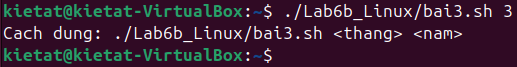 kietat@kietat-VirtualBox:~$ ./Lab6b_Linux/bai3.sh 3
Cach dung: ./Lab6b_Linux/bai3.sh <thang> <nam>
kietat@kietat-VirtualBox:~$